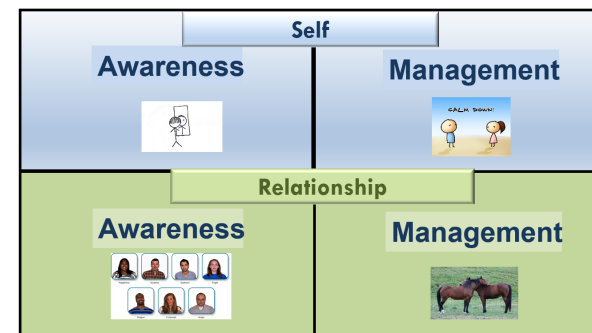 Self
Awareness
Management
CALM DOWN!
Relationship
Awareness
Management